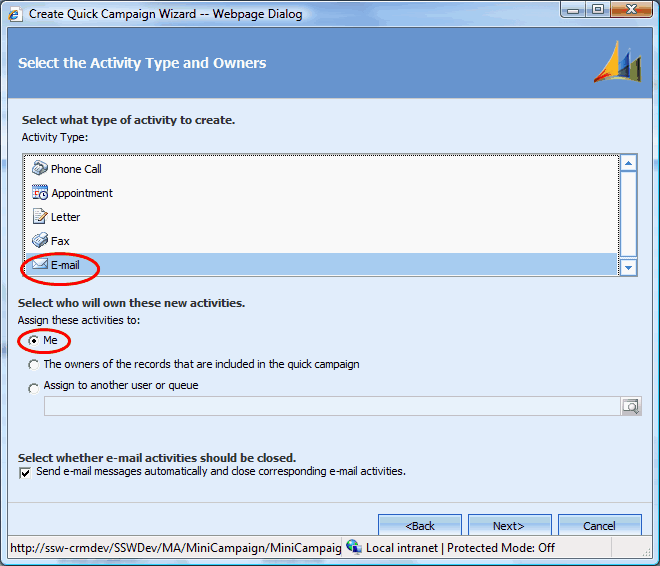 Create Quick Campaign Wizard -- Webpage Dialog
Select the Activity Type and Owners
Select what type of activity to create.
Activity Type:
Phone Call
Appointment
Letter
Fax
E-mail
Select who will own these new activities.
Assign these activities to:
Me
The owners of the records that are included in the quick campaign
Assign to another user or queue
Select whether e-mail activities should be closed.
Send e-mail messages automatically and close corresponding e-mail activities.
<Back Next> Cancel
http://ssw-crmdev/SSWDev/MA/MiniCampaign/MiniCampaig Local intranet | Protected Mode: Off